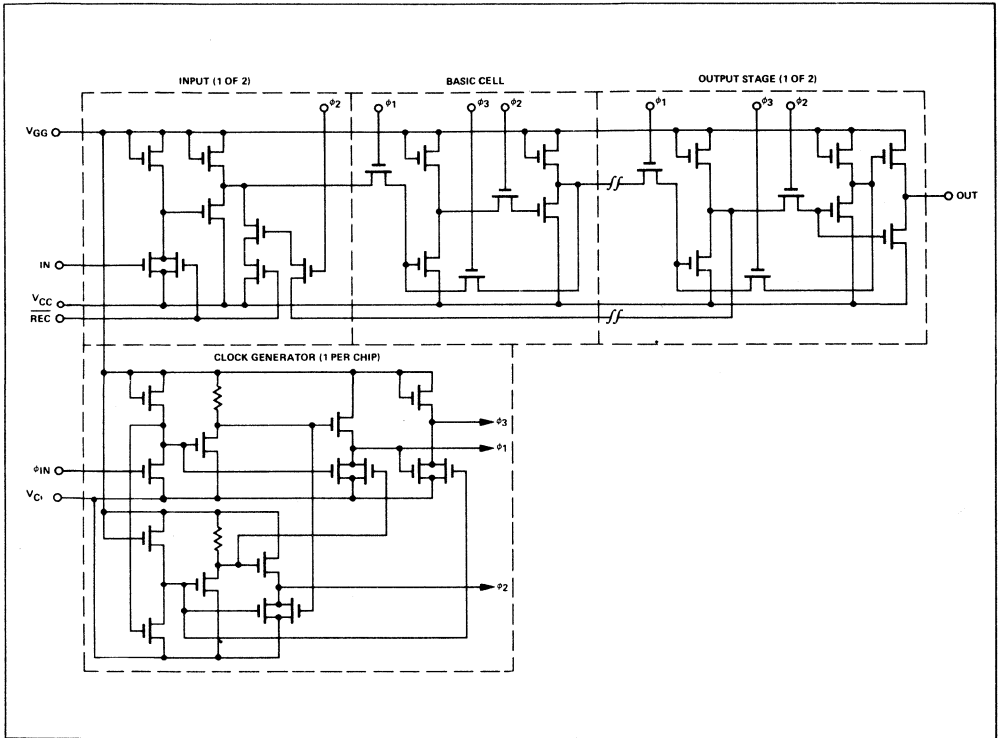 INPUT (1 OF 2)
BASIC CELL
OUTPUT STAGE (1 OF 2)
φ2
φ1
φ3
φ2
φ1
φ3
φ2
VGG
OUT
IN
VCC
REC
CLOCK GENERATOR (1 PER CHIP)
φ3
φ1
φIN
VC
φ2